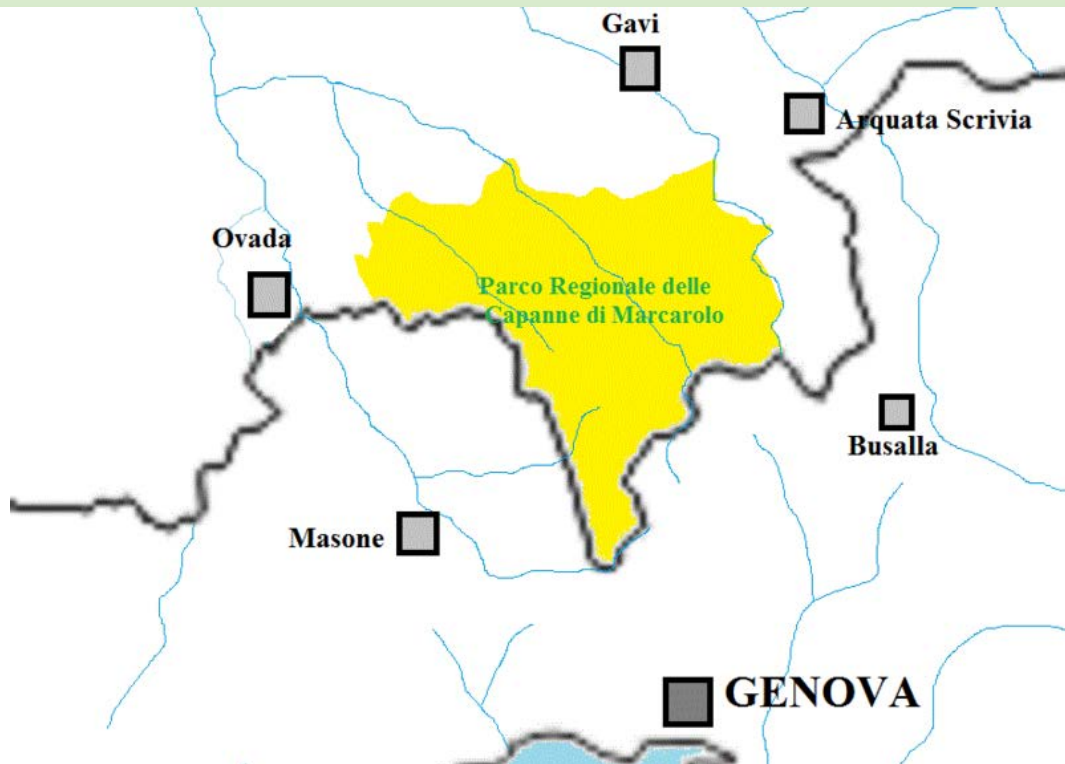 Gavi
Arquata Scrivia
Ovada
Parco Regionale delle
Capanne di Marcarolo
Busalla
Masone
GENOVA